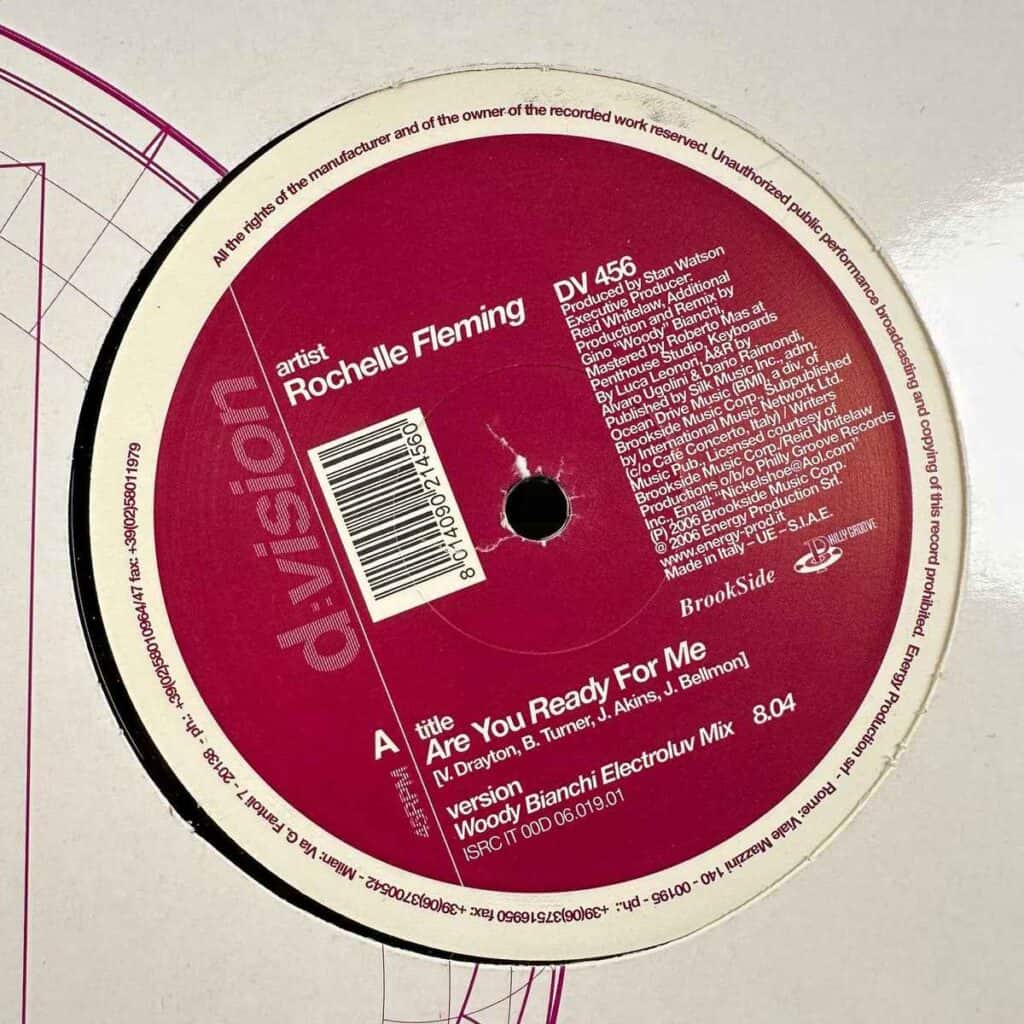 All the rights of the manufacturer and of the owner of the recorded work reserved. Unauthorized public performance broadcasting and copying of this record prohibited. Energy Production srl - Rome: Viale Mazzini 140 - 00195 - ph.: +39(06)37516950 fax: +39(06)3700542 - Milan: Via G. Fantoli 7 - 20138 - ph.: +39(02)58010964/47 fax: +39(02)58011979
d:vision
artist
Rochelle Fleming
8 014090 214560
DV 456
Produced by Stan Watson
Executive Producer:
Reid Whitelaw, Additional
Production and Remix by
Gino "Woody" Bianchi,
Mastered by Roberto Mas at
Penthouse Studio, Keyboards
By Luca Leonori, A&R by
Alvaro Ugolini & Dario Raimondi,
Published by Silk Music Inc., adm.
Ocean Drive Music (BMI), a div. of
Brookside Music Corp., Subpublished
by International Music Network Ltd.
(c/o Café Concerto, Italy) / Writers
Music Pub., Licensed courtesy of
Brookside Music Corp./Reid Whitelaw
Productions o/b/o Philly Groove Records
Inc., Email: "Nickelshoe@Aol.com"
(P) 2006 Brookside Music Corp.
© 2006 Energy Production Srl.
www.energy-prod.it
Made in Italy – UE – S.I.A.E.
BrookSide
PHILLY GROOVE
A
45RPM
title
Are You Ready For Me
[V. Drayton, B. Turner, J. Akins, J. Bellmon]
version
Woody Bianchi Electroluv Mix 8.04
ISRC IT 00D 06.019.01